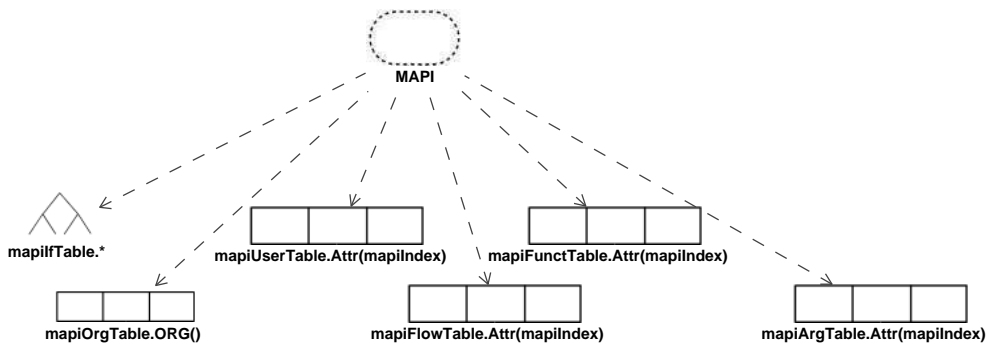 MAPI
mapiIfTable.*
mapiUserTable.Attr(mapiIndex)
mapiFunctTable.Attr(mapiIndex)
mapiOrgTable.ORG()
mapiFlowTable.Attr(mapiIndex)
mapiArgTable.Attr(mapiIndex)